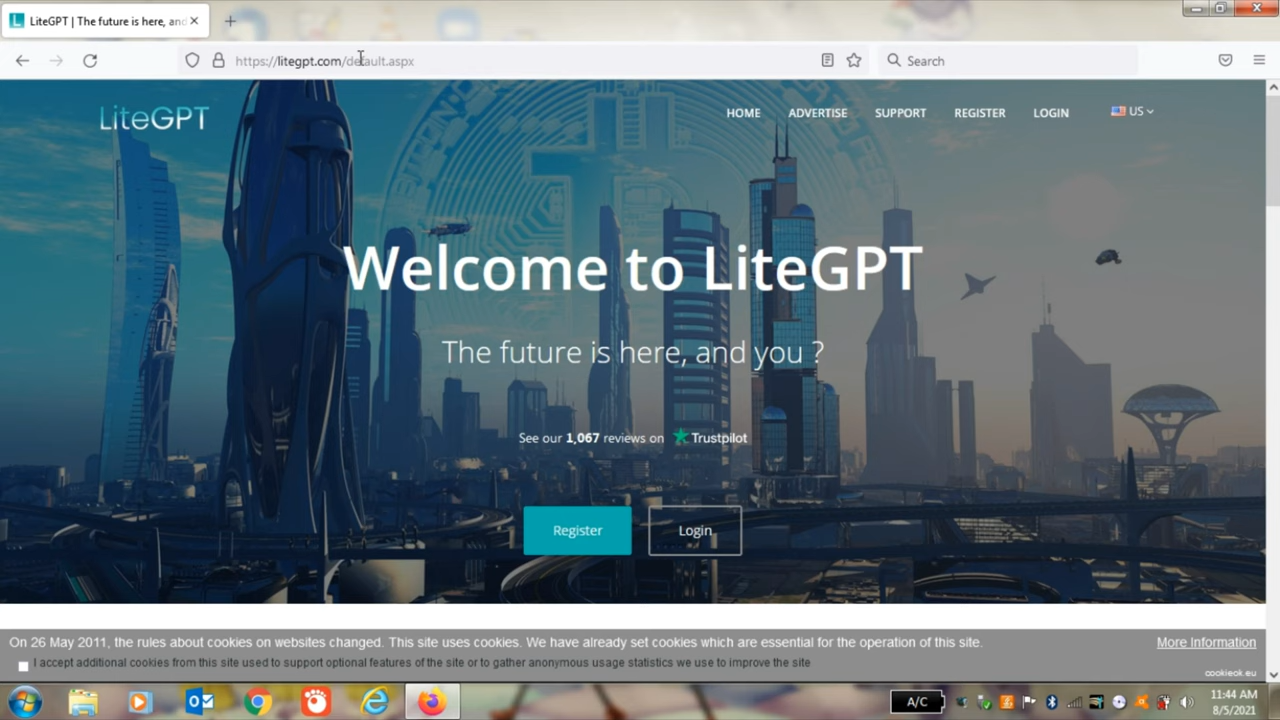 LiteGPT | The future is here, and
https://litegpt.com/default.aspx
Search
LiteGPT
HOME ADVERTISE SUPPORT REGISTER LOGIN US
Welcome to LiteGPT
The future is here, and you ?
See our 1,067 reviews on Trustpilot
Register Login
On 26 May 2011, the rules about cookies on websites changed. This site uses cookies. We have already set cookies which are essential for the operation of this site. More Information
I accept additional cookies from this site used to support optional features of the site or to gather anonymous usage statistics we use to improve the site
cookieok.eu
A/C
11:44 AM
8/5/2021